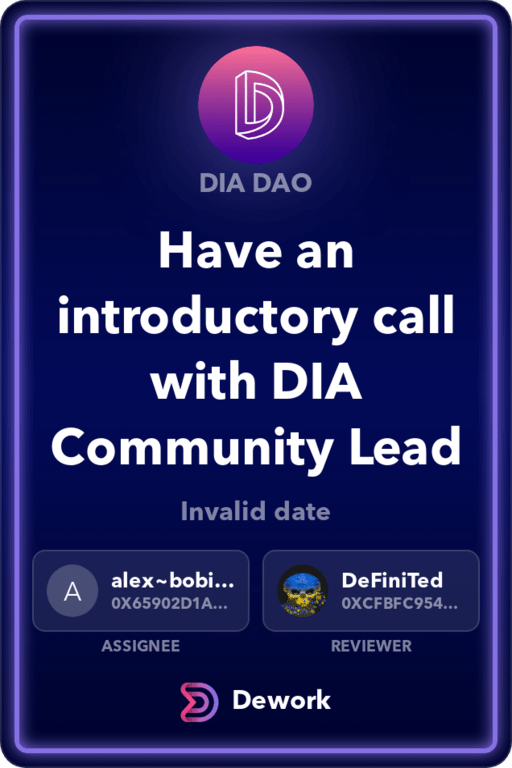 DIA DAO
Have an
introductory call
with DIA
Community Lead
Invalid date
A
alex~bobi...
0X65902D1A...
DeFiniTed
0XCFBFC954...
ASSIGNEE
REVIEWER
Dework